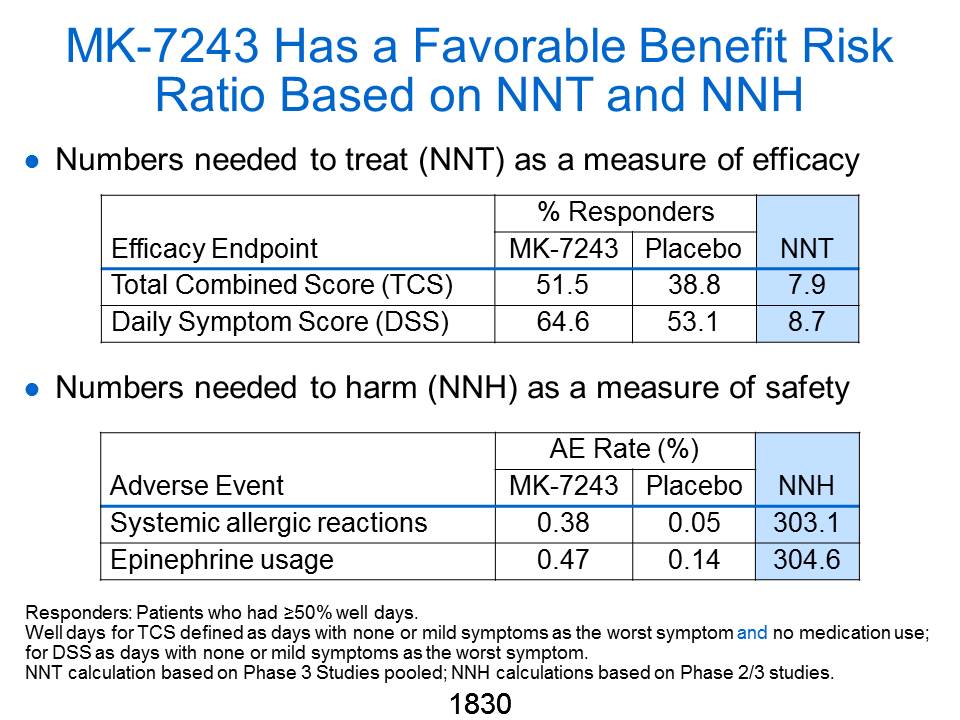 MK-7243 Has a Favorable Benefit Risk
Ratio Based on NNT and NNH
● Numbers needed to treat (NNT) as a measure of efficacy
% Responders
Efficacy Endpoint MK-7243 Placebo NNT
Total Combined Score (TCS) 51.5 38.8 7.9
Daily Symptom Score (DSS) 64.6 53.1 8.7
● Numbers needed to harm (NNH) as a measure of safety
AE Rate (%)
Adverse Event MK-7243 Placebo NNH
Systemic allergic reactions 0.38 0.05 303.1
Epinephrine usage 0.47 0.14 304.6
Responders: Patients who had ≥50% well days.
Well days for TCS defined as days with none or mild symptoms as the worst symptom and no medication use;
for DSS as days with none or mild symptoms as the worst symptom.
NNT calculation based on Phase 3 Studies pooled; NNH calculations based on Phase 2/3 studies.
1830